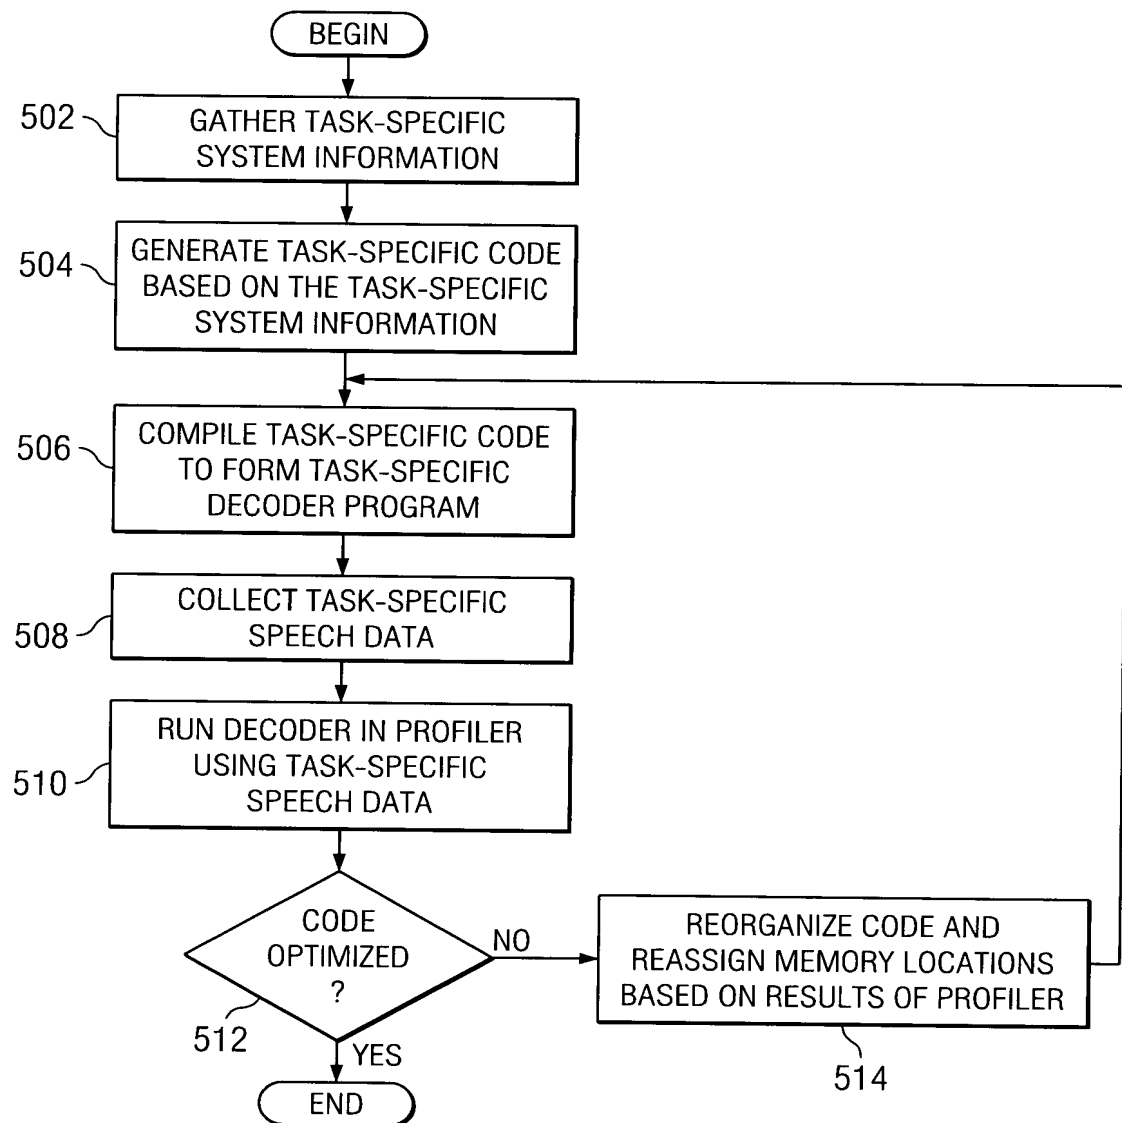 BEGIN
502
GATHER TASK-SPECIFIC
SYSTEM INFORMATION
504
GENERATE TASK-SPECIFIC CODE
BASED ON THE TASK-SPECIFIC
SYSTEM INFORMATION
506
COMPILE TASK-SPECIFIC CODE
TO FORM TASK-SPECIFIC
DECODER PROGRAM
508
COLLECT TASK-SPECIFIC
SPEECH DATA
510
RUN DECODER IN PROFILER
USING TASK-SPECIFIC
SPEECH DATA
CODE
OPTIMIZED
?
512
NO
REORGANIZE CODE AND
REASSIGN MEMORY LOCATIONS
BASED ON RESULTS OF PROFILER
514
YES
END